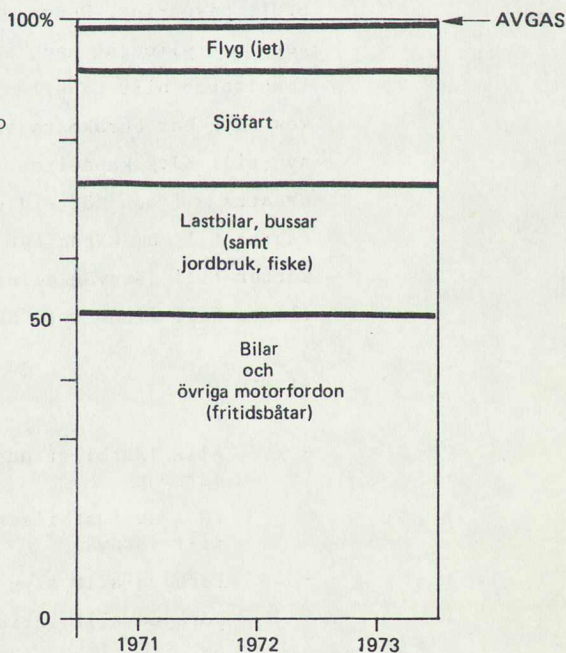 100%
AVGAS
Flyg (jet)
Sjöfart
Lastbilar, bussar
(samt
jordbruk, fiske)
50
Bilar
och
övriga motorfordon
(fritidsbåtar)
0
1971
1972
1973